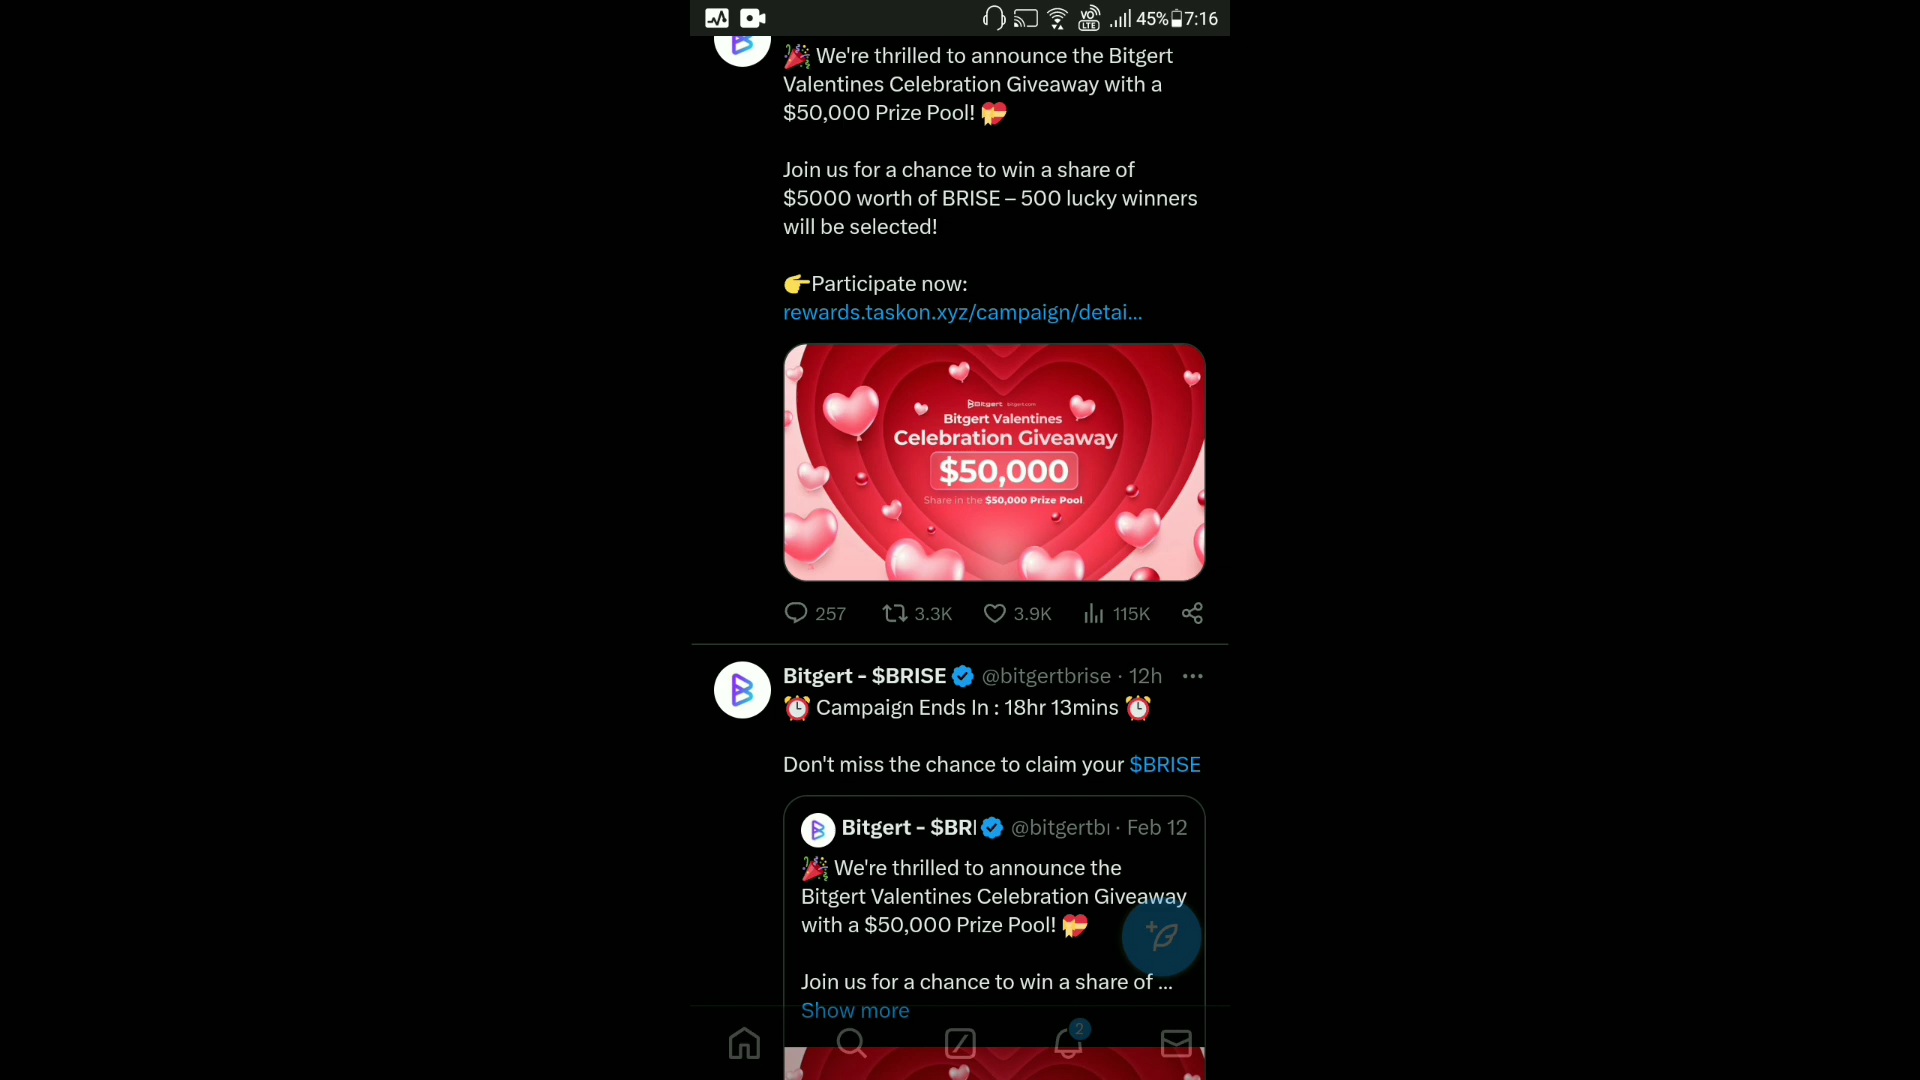 VO LTE 45% 7:16
🎉 We're thrilled to announce the Bitgert
Valentines Celebration Giveaway with a
$50,000 Prize Pool! 💝
Join us for a chance to win a share of
$5000 worth of BRISE – 500 lucky winners
will be selected!
👉Participate now:
rewards.taskon.xyz/campaign/detai...
Bitgert bitgert.com
Bitgert Valentines
Celebration Giveaway
$50,000
Share in the $50,000 Prize Pool
257 3.3K 3.9K 115K
Bitgert - $BRISE @bitgertbrise · 12h
⏰ Campaign Ends In : 18hr 13mins ⏰
Don't miss the chance to claim your $BRISE
Bitgert - $BRI @bitgertbı · Feb 12
🎉 We're thrilled to announce the
Bitgert Valentines Celebration Giveaway
with a $50,000 Prize Pool! 💝
Join us for a chance to win a share of ...
Show more
2